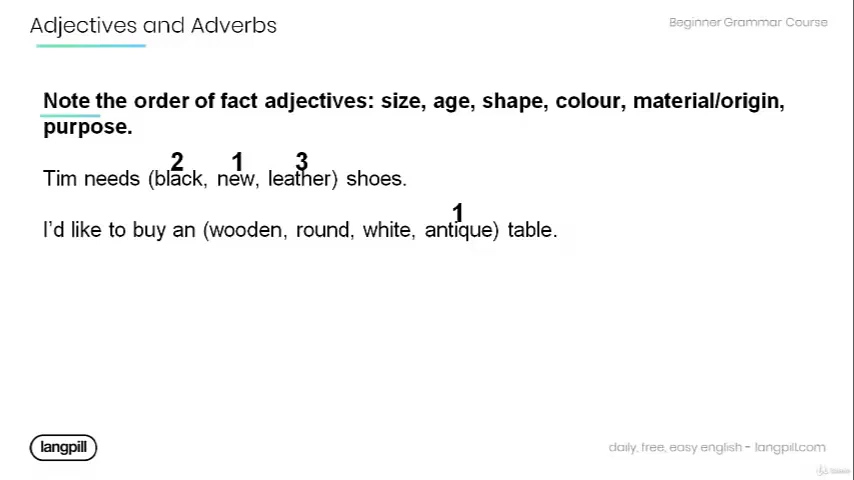 Adjectives and Adverbs
Beginner Grammar Course
Note the order of fact adjectives: size, age, shape, colour, material/origin,
purpose.
2 1 3
Tim needs (black, new, leather) shoes.
1
I'd like to buy an (wooden, round, white, antique) table.
langpill
daily, free, easy english - langpill.com